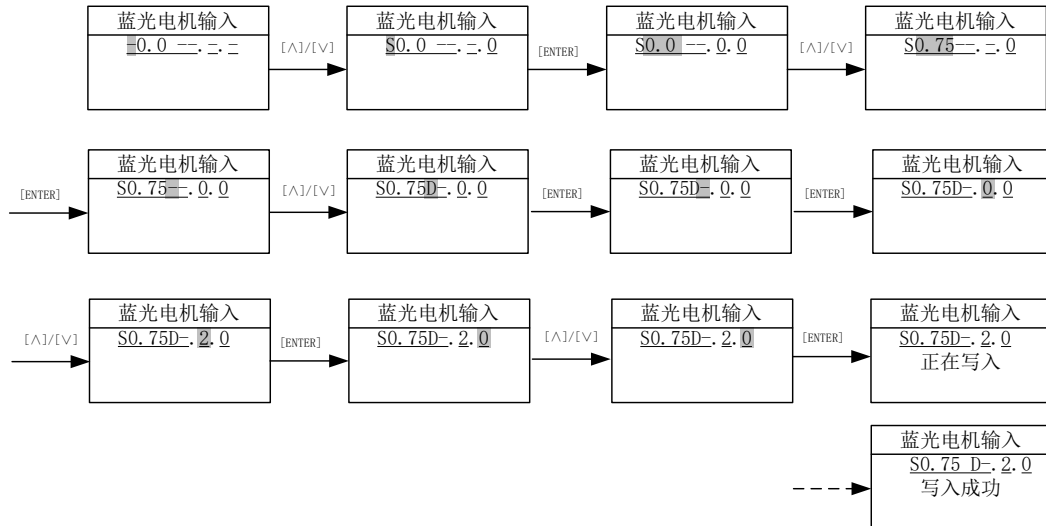 蓝光电机输入
-0.0 --.-.-
[∧]/[∨]
蓝光电机输入
S0.0 --.-.0
[ENTER]
蓝光电机输入
S0.0 --.0.0
[∧]/[∨]
蓝光电机输入
S0.75--.-.0
[ENTER]
蓝光电机输入
S0.75--.0.0
[∧]/[∨]
蓝光电机输入
S0.75D-.0.0
[ENTER]
蓝光电机输入
S0.75D-.0.0
[ENTER]
蓝光电机输入
S0.75D-.0.0
[∧]/[∨]
蓝光电机输入
S0.75D-.2.0
[ENTER]
蓝光电机输入
S0.75D-.2.0
[∧]/[∨]
蓝光电机输入
S0.75D-.2.0
[ENTER]
蓝光电机输入
S0.75D-.2.0
正在写入
蓝光电机输入
S0.75 D-.2.0
写入成功